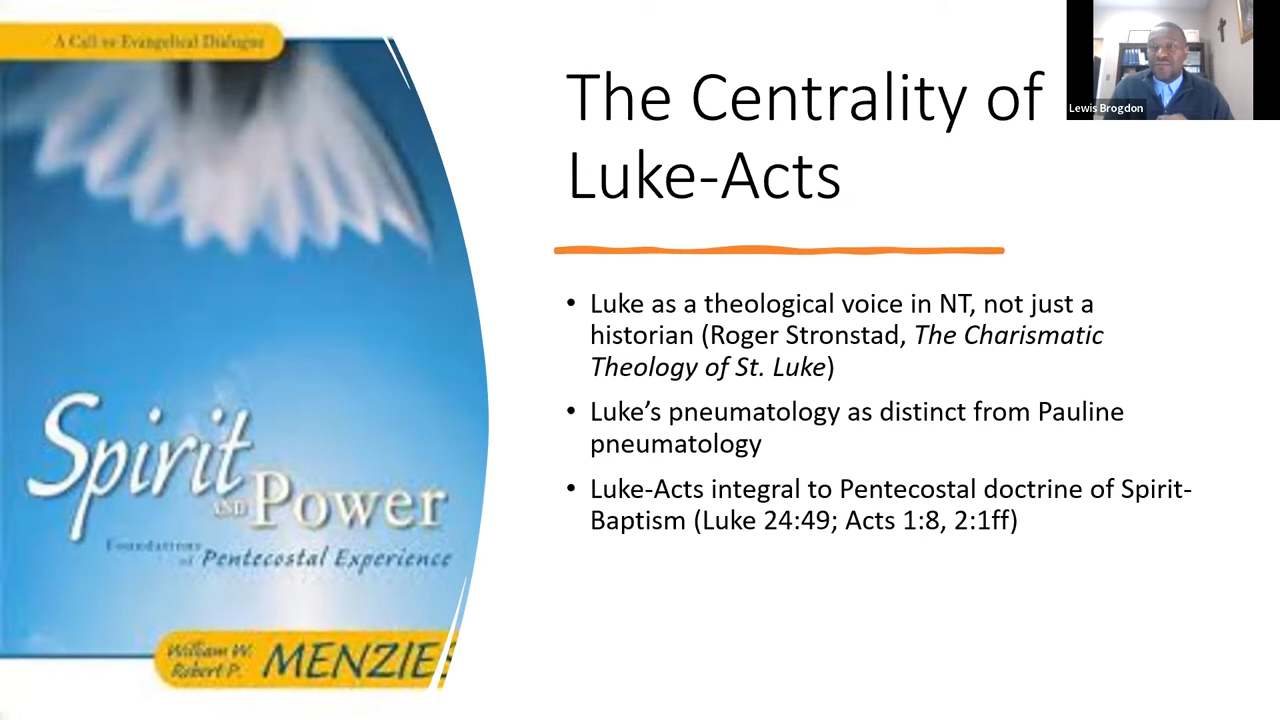 A Call to Evangelical Dialogue
Spirit
AND Power
Foundations
of Pentecostal Experience
William W.
Robert P. MENZIES
The Centrality of
Luke-Acts
• Luke as a theological voice in NT, not just a
historian (Roger Stronstad, The Charismatic
Theology of St. Luke)
• Luke’s pneumatology as distinct from Pauline
pneumatology
• Luke-Acts integral to Pentecostal doctrine of Spirit-
Baptism (Luke 24:49; Acts 1:8, 2:1ff)
Lewis Brogdon